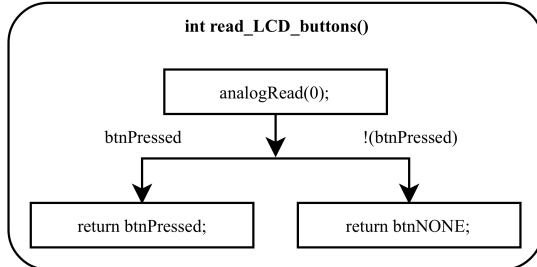 int read_LCD_buttons()
analogRead(0);
btnPressed
!(btnPressed)
return btnPressed;
return btnNONE;